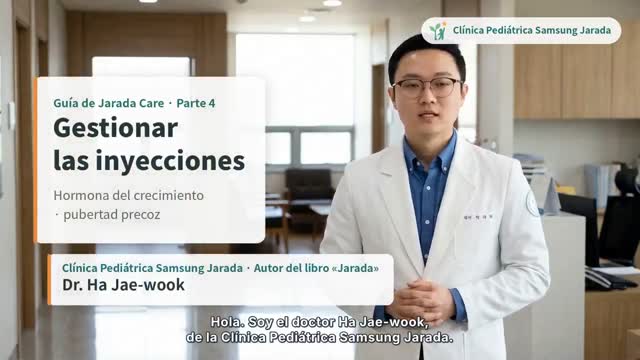 Clínica Pediátrica Samsung Jarada
Guía de Jarada Care · Parte 4
Gestionar
las inyecciones
Hormona del crecimiento
· pubertad precoz
Clínica Pediátrica Samsung Jarada · Autor del libro «Jarada»
Dr. Ha Jae-wook
Hola. Soy el doctor Ha Jae-wook,
de la Clínica Pediátrica Samsung Jarada.